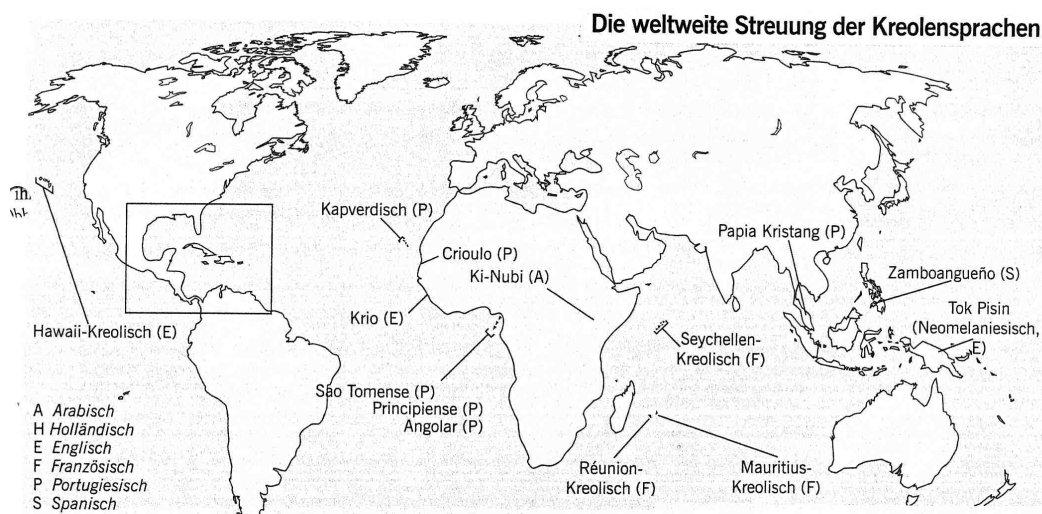 Die weltweite Streuung der Kreolensprachen
Kapverdisch (P)
Crioulo (P)
Ki-Nubi (A)
Papia Kristang (P)
Zamboangueño (S)
Tok Pisin
(Neomelaniesisch,
E)
Hawaii-Kreolisch (E)
Krio (E)
Seychellen-
Kreolisch (F)
São Tomense (P)
Principiense (P)
Angolar (P)
Réunion-
Kreolisch (F)
Mauritius-
Kreolisch (F)
A Arabisch
H Holländisch
E Englisch
F Französisch
P Portugiesisch
S Spanisch